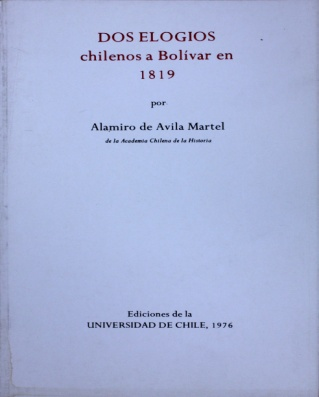 DOS ELOGIOS
chilenos a Bolívar en
1819
por
Alamiro de Avila Martel
de la Academia Chilena de la Historia
Ediciones de la
UNIVERSIDAD DE CHILE, 1976